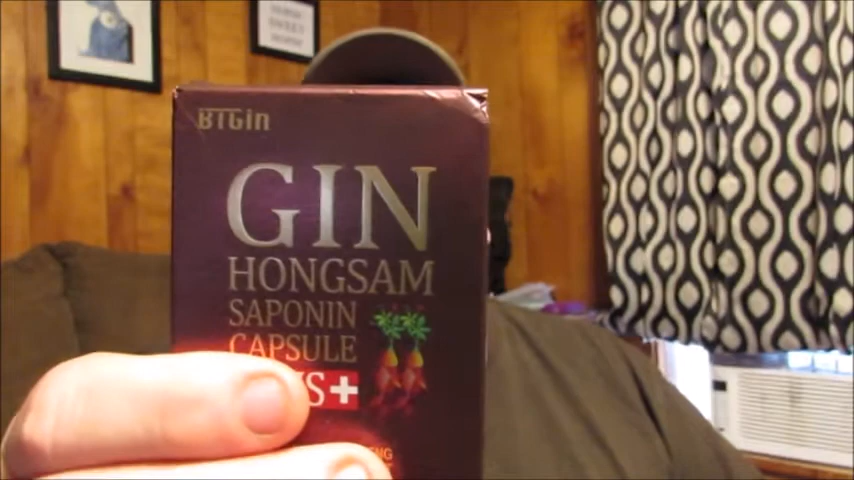 BTGin
GIN
HONGSAM
SAPONIN
CAPSULE